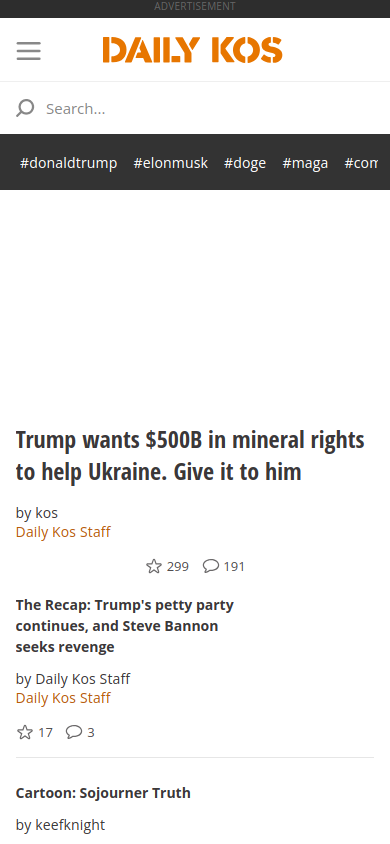 ADVERTISEMENT
DAILY KOS
Search...
#donaldtrump #elonmusk #doge #maga #com
Trump wants $500B in mineral rights
to help Ukraine. Give it to him
by kos
Daily Kos Staff
299 191
The Recap: Trump's petty party
continues, and Steve Bannon
seeks revenge
by Daily Kos Staff
Daily Kos Staff
17 3
Cartoon: Sojourner Truth
by keefknight